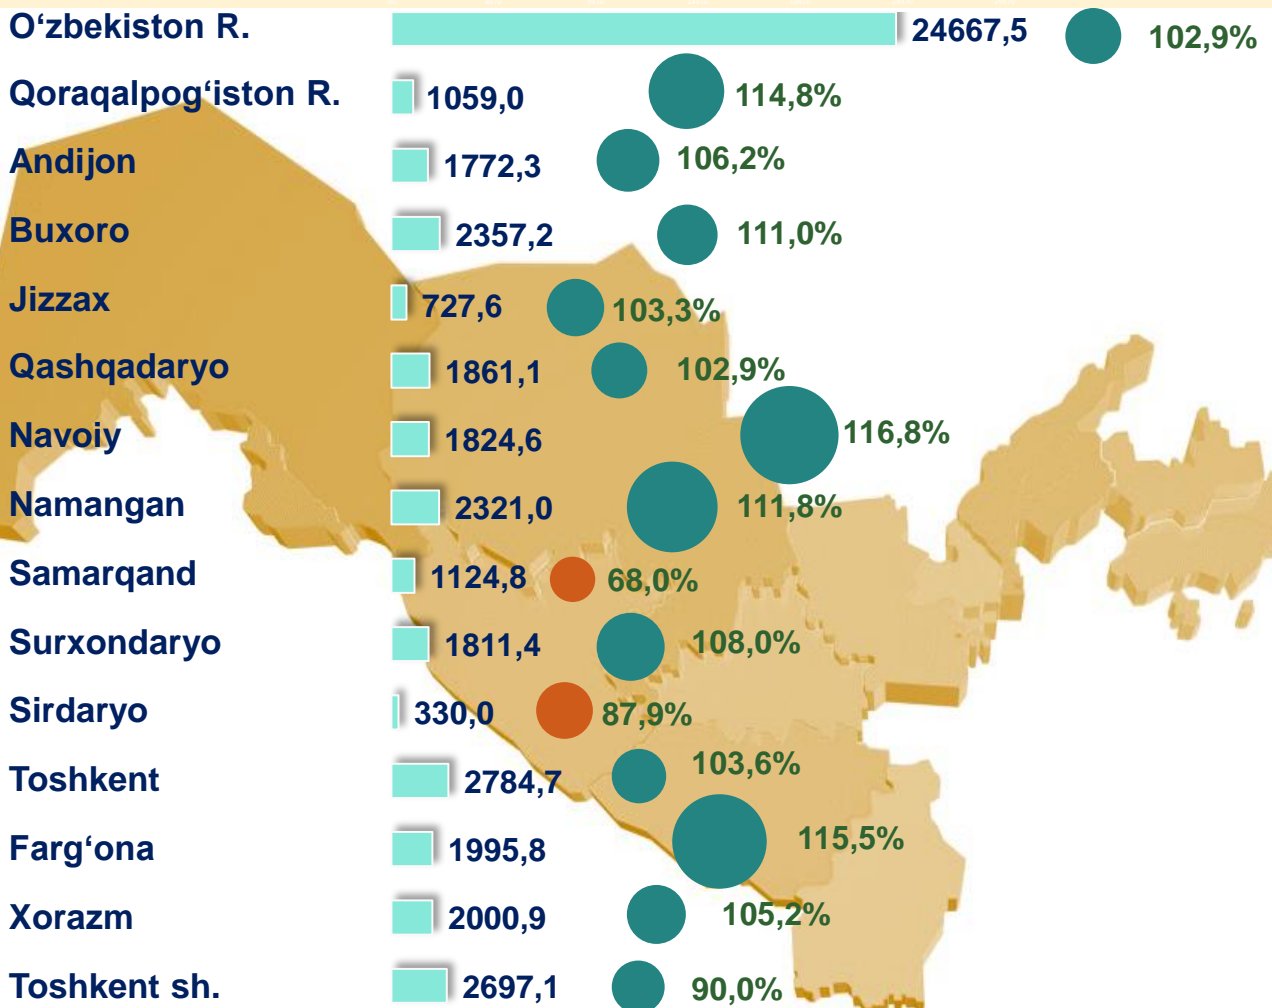 O‘zbekiston R. 24667,5 102,9%
Qoraqalpog‘iston R. 1059,0 114,8%
Andijon 1772,3 106,2%
Buxoro 2357,2 111,0%
Jizzax 727,6 103,3%
Qashqadaryo 1861,1 102,9%
Navoiy 1824,6 116,8%
Namangan 2321,0 111,8%
Samarqand 1124,8 68,0%
Surxondaryo 1811,4 108,0%
Sirdaryo 330,0 87,9%
Toshkent 2784,7 103,6%
Farg‘ona 1995,8 115,5%
Xorazm 2000,9 105,2%
Toshkent sh. 2697,1 90,0%